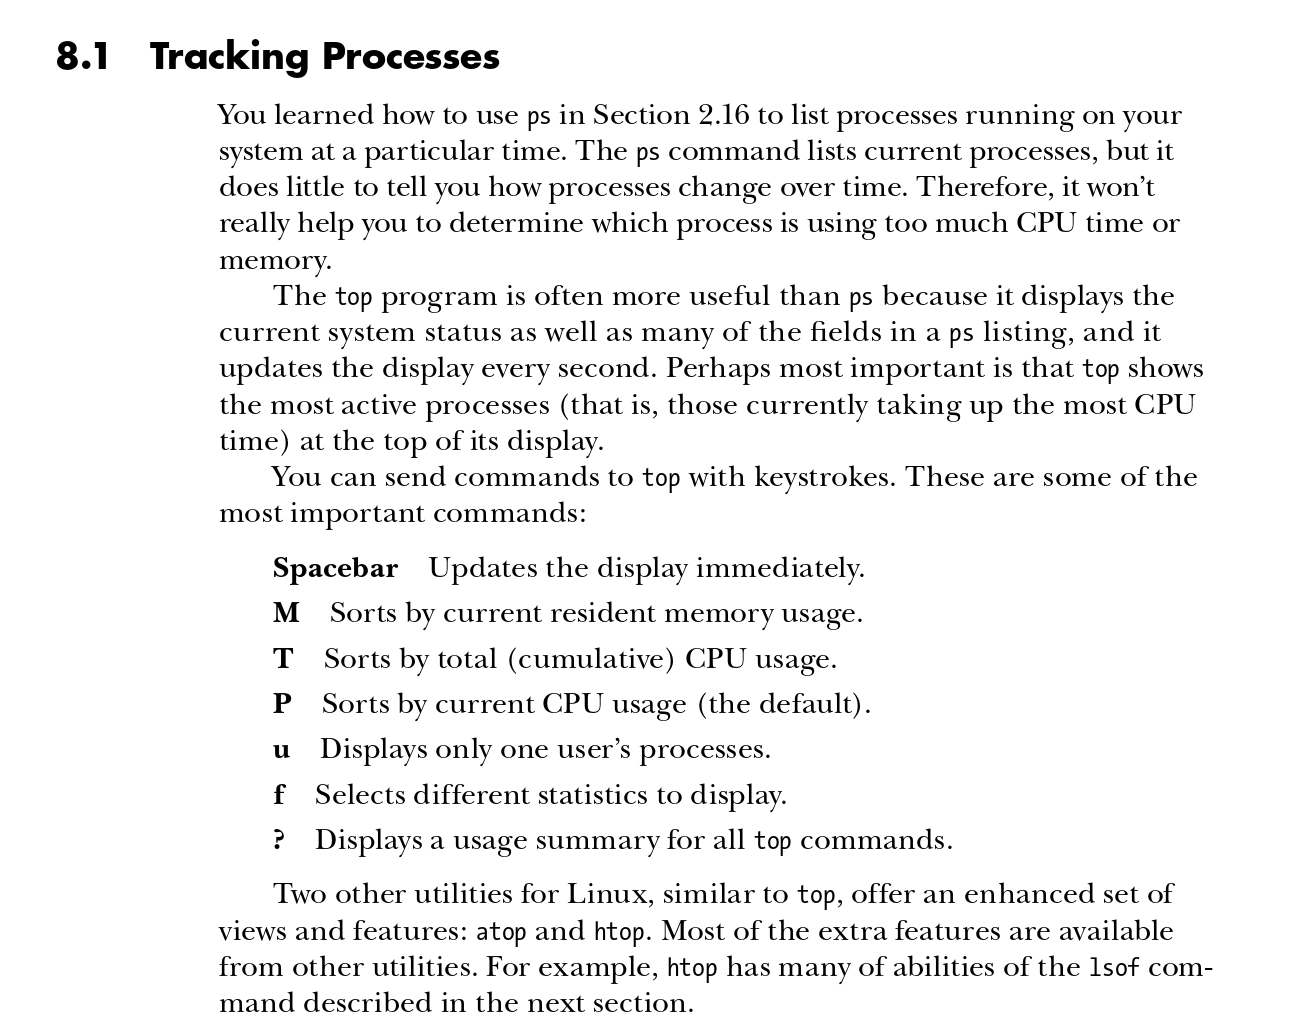 8.1 Tracking Processes
You learned how to use ps in Section 2.16 to list processes running on your
system at a particular time. The ps command lists current processes, but it
does little to tell you how processes change over time. Therefore, it won’t
really help you to determine which process is using too much CPU time or
memory.
The top program is often more useful than ps because it displays the
current system status as well as many of the fields in a ps listing, and it
updates the display every second. Perhaps most important is that top shows
the most active processes (that is, those currently taking up the most CPU
time) at the top of its display.
You can send commands to top with keystrokes. These are some of the
most important commands:
Spacebar Updates the display immediately.
M Sorts by current resident memory usage.
T Sorts by total (cumulative) CPU usage.
P Sorts by current CPU usage (the default).
u Displays only one user’s processes.
f Selects different statistics to display.
? Displays a usage summary for all top commands.
Two other utilities for Linux, similar to top, offer an enhanced set of
views and features: atop and htop. Most of the extra features are available
from other utilities. For example, htop has many of abilities of the lsof com-
mand described in the next section.